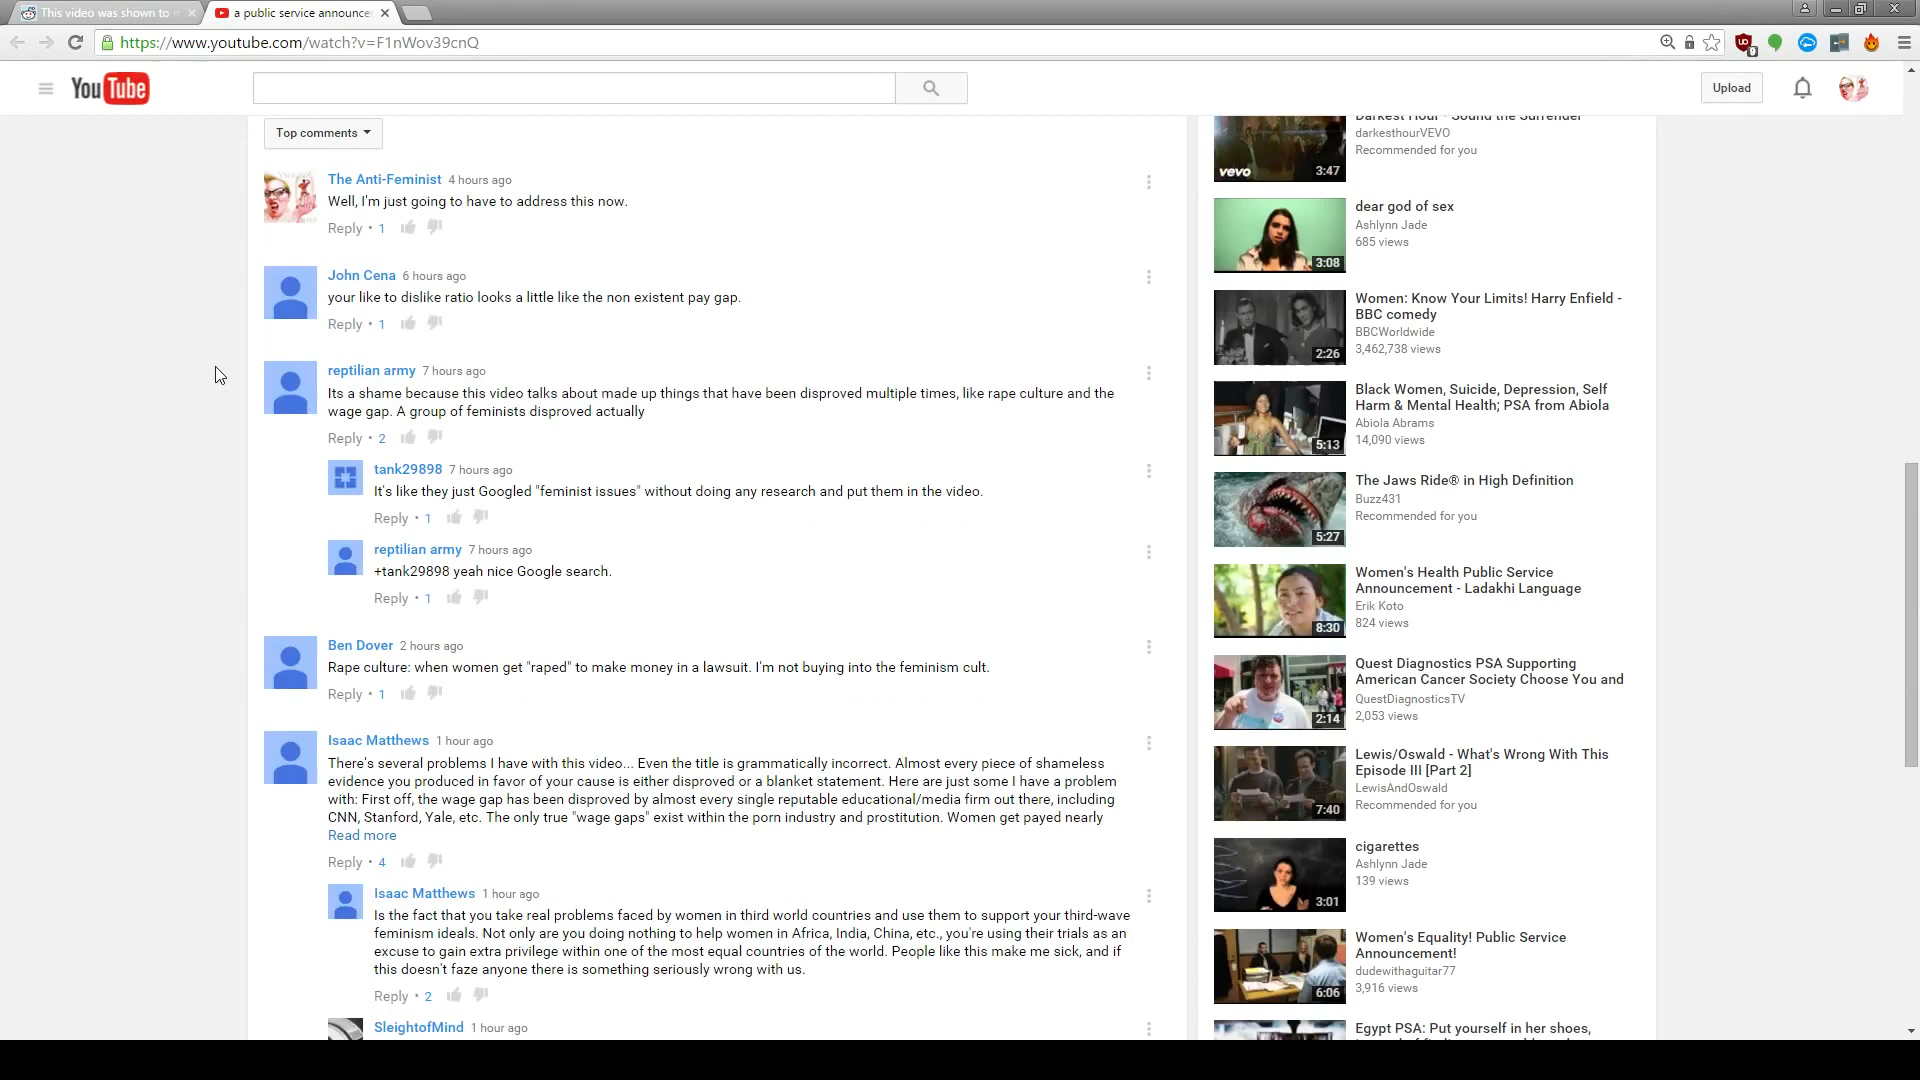 This video was shown to
a public service announce
https://www.youtube.com/watch?v=F1nWov39cnQ
YouTube
Upload
Top comments
The Anti-Feminist 4 hours ago
Well, I'm just going to have to address this now.
Reply • 1
John Cena 6 hours ago
your like to dislike ratio looks a little like the non existent pay gap.
Reply • 1
reptilian army 7 hours ago
Its a shame because this video talks about made up things that have been disproved multiple times, like rape culture and the
wage gap. A group of feminists disproved actually
Reply • 2
tank29898 7 hours ago
It's like they just Googled "feminist issues" without doing any research and put them in the video.
Reply • 1
reptilian army 7 hours ago
+tank29898 yeah nice Google search.
Reply • 1
Ben Dover 2 hours ago
Rape culture: when women get "raped" to make money in a lawsuit. I'm not buying into the feminism cult.
Reply • 1
Isaac Matthews 1 hour ago
There's several problems I have with this video... Even the title is grammatically incorrect. Almost every piece of shameless
evidence you produced in favor of your cause is either disproved or a blanket statement. Here are just some I have a problem
with: First off, the wage gap has been disproved by almost every single reputable educational/media firm out there, including
CNN, Stanford, Yale, etc. The only true "wage gaps" exist within the porn industry and prostitution. Women get payed nearly
Read more
Reply • 4
Isaac Matthews 1 hour ago
Is the fact that you take real problems faced by women in third world countries and use them to support your third-wave
feminism ideals. Not only are you doing nothing to help women in Africa, India, China, etc., you're using their trials as an
excuse to gain extra privilege within one of the most equal countries of the world. People like this make me sick, and if
this doesn't faze anyone there is something seriously wrong with us.
Reply • 2
SleightofMind 1 hour ago
Darkest Hour - Sound the Surrender
darkesthourVEVO
Recommended for you
vevo
3:47
dear god of sex
Ashlynn Jade
685 views
3:08
Women: Know Your Limits! Harry Enfield -
BBC comedy
BBCWorldwide
3,462,738 views
2:26
Black Women, Suicide, Depression, Self
Harm & Mental Health; PSA from Abiola
Abiola Abrams
14,090 views
5:13
The Jaws Ride® in High Definition
Buzz431
Recommended for you
5:27
Women's Health Public Service
Announcement - Ladakhi Language
Erik Koto
824 views
8:30
Quest Diagnostics PSA Supporting
American Cancer Society Choose You and
QuestDiagnosticsTV
2,053 views
2:14
Lewis/Oswald - What's Wrong With This
Episode III [Part 2]
LewisAndOswald
Recommended for you
7:40
cigarettes
Ashlynn Jade
139 views
3:01
Women's Equality! Public Service
Announcement!
dudewithaguitar77
3,916 views
6:06
Egypt PSA: Put yourself in her shoes,